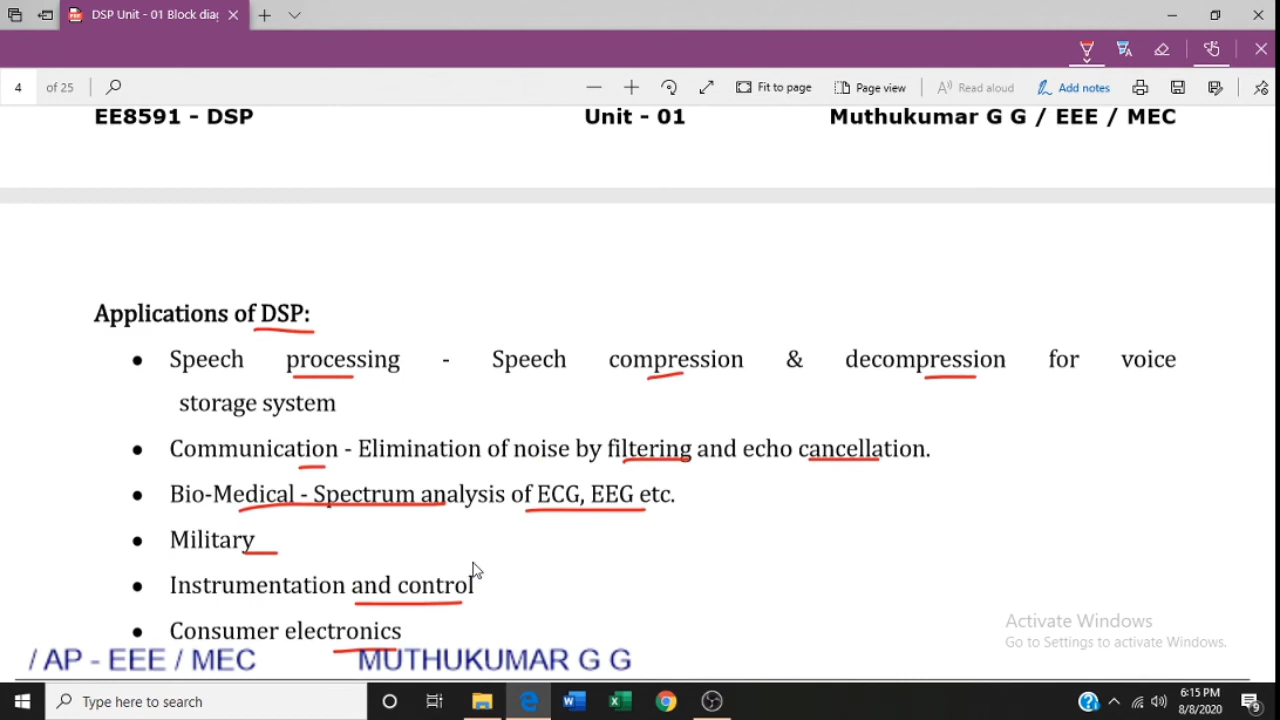 DSP Unit - 01 Block diag
4 of 25
Fit to page
Page view
Read aloud
Add notes
EE8591 - DSP Unit - 01 Muthukumar G G / EEE / MEC
Applications of DSP:
• Speech processing - Speech compression & decompression for voice
storage system
• Communication - Elimination of noise by filtering and echo cancellation.
• Bio-Medical - Spectrum analysis of ECG, EEG etc.
• Military
• Instrumentation and control
• Consumer electronics
Activate Windows
Go to Settings to activate Windows.
/ AP - EEE / MEC MUTHUKUMAR G G
Type here to search
6:15 PM
8/8/2020